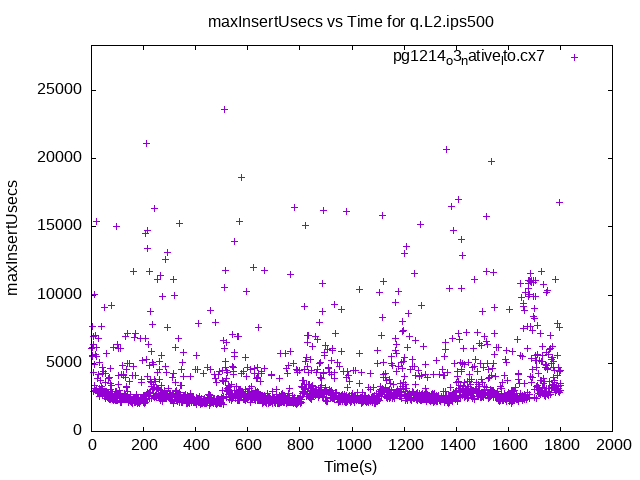 maxInsertUsecs vs Time for q.L2.ips500
pg1214o3native_lto.cx7
25000
20000
15000
10000
5000
0
maxInsertUsecs
0 200 400 600 800 1000 1200 1400 1600 1800 2000
Time(s)